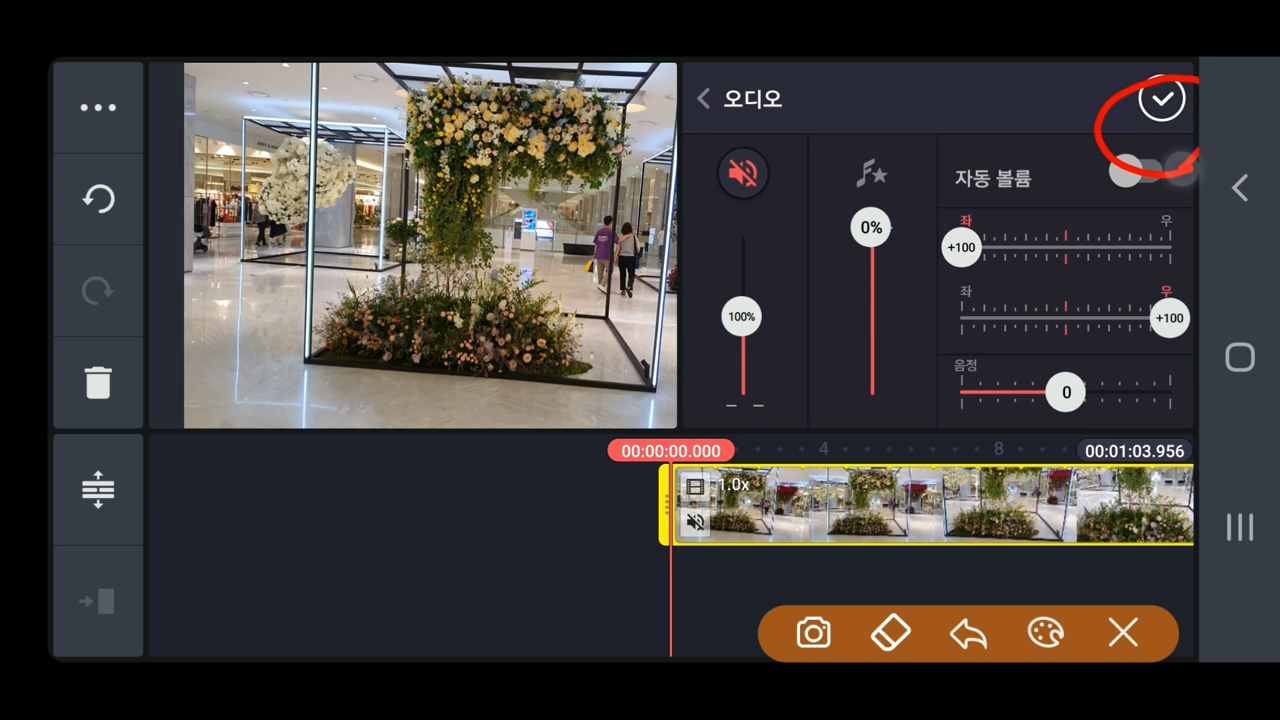 오디오
자동 볼륨
0%
100%
좌 우
+100
좌 우
+100
음정
0
00:00:00.000 4 8 00:01:03.956
1.0x